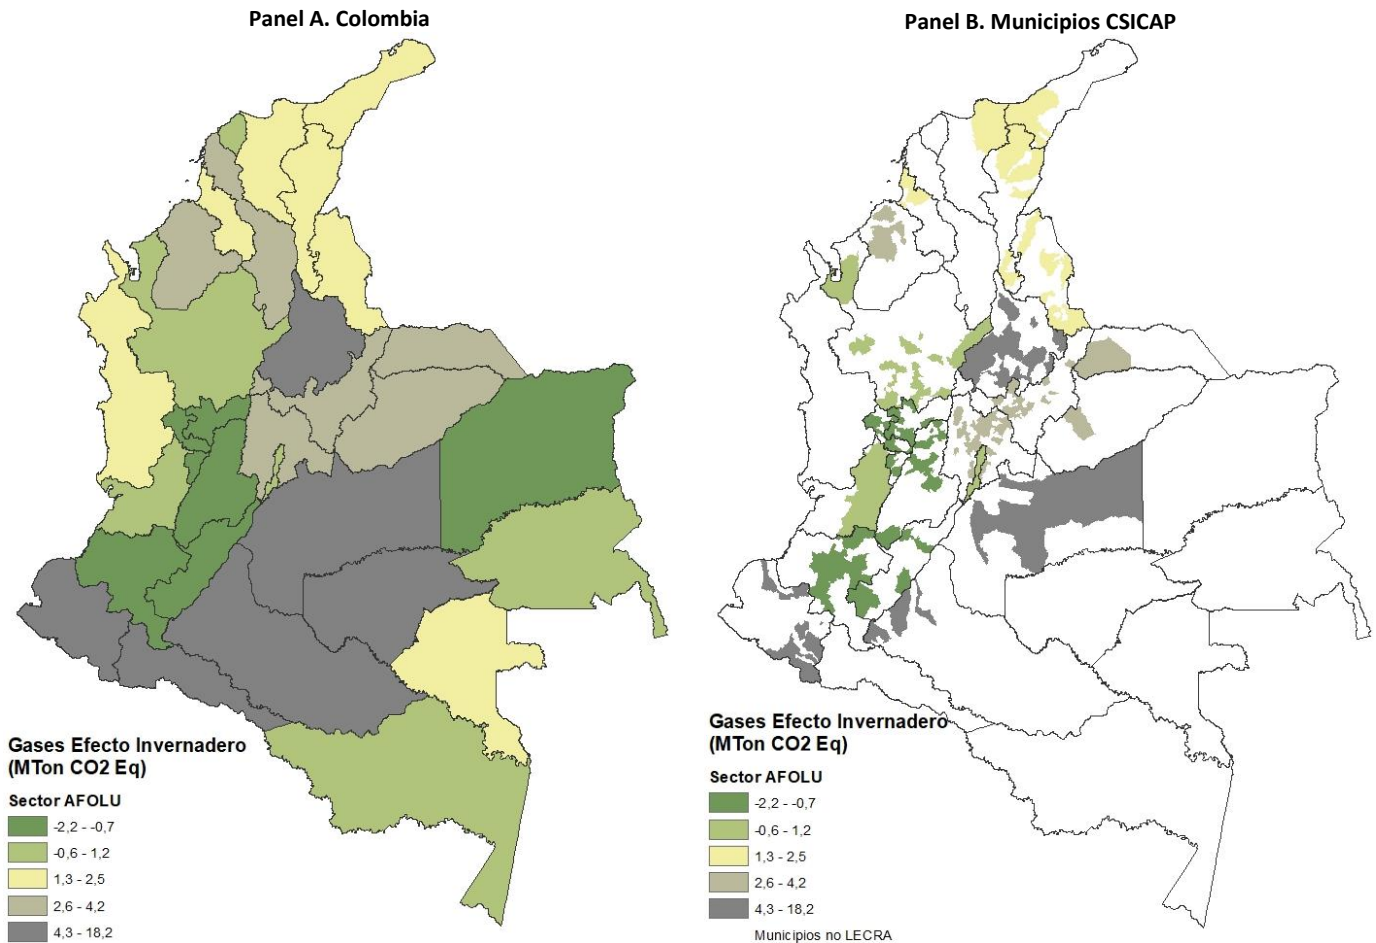 Panel A. Colombia
Gases Efecto Invernadero
(MTon CO2 Eq)
Sector AFOLU
-2,2 - -0,7
-0,6 - 1,2
1,3 - 2,5
2,6 - 4,2
4,3 - 18,2
Panel B. Municipios CSICAP
Gases Efecto Invernadero
(MTon CO2 Eq)
Sector AFOLU
-2,2 - -0,7
-0,6 - 1,2
1,3 - 2,5
2,6 - 4,2
4,3 - 18,2
Municipios no LECRA